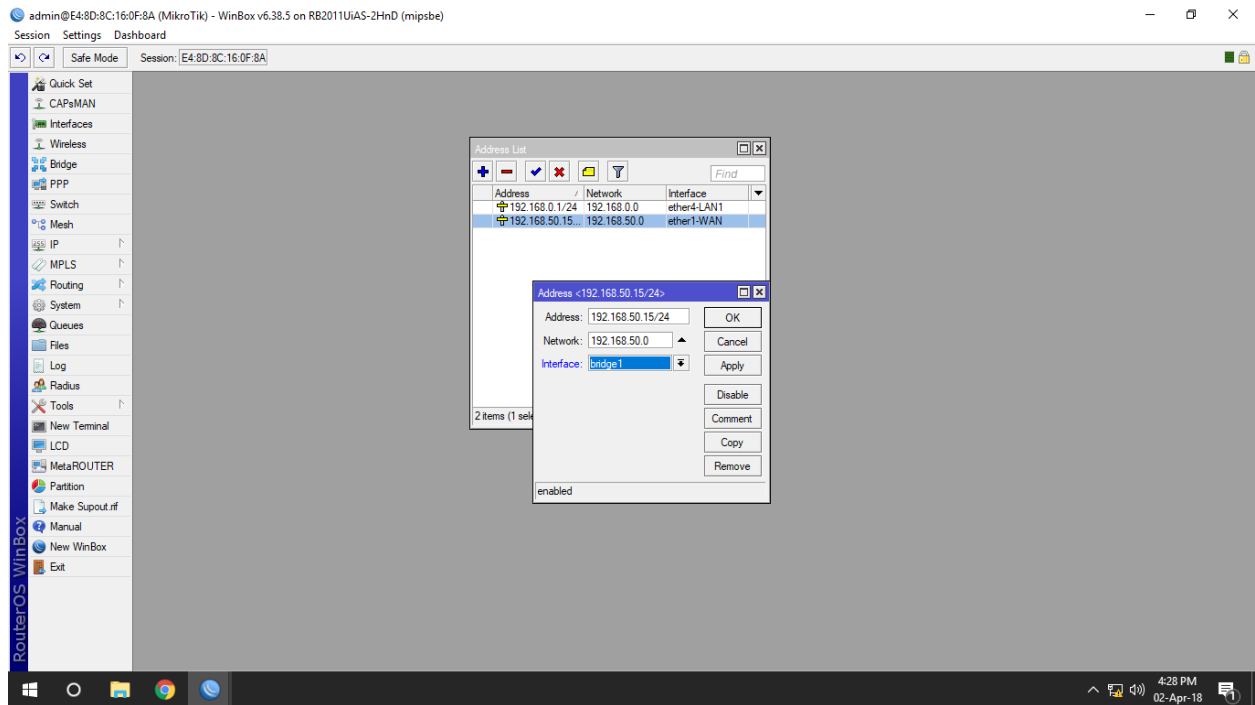 admin@E4:8D:8C:16:0F:8A (MikroTik) - WinBox v6.38.5 on RB2011UiAS-2HnD (mipsbe)
Session Settings Dashboard
Safe Mode Session: E4:8D:8C:16:0F:8A
Quick Set
CAPsMAN
Interfaces
Wireless
Bridge
PPP
Switch
Mesh
IP
MPLS
Routing
System
Queues
Files
Log
Radius
Tools
New Terminal
LCD
MetaROUTER
Partition
Make Supout.rif
Manual
New WinBox
Exit
RouterOS WinBox
Address List
Find
Address / Network Interface
192.168.0.1/24 192.168.0.0 ether4-LAN1
192.168.50.15... 192.168.50.0 ether1-WAN
2 items (1 sele
Address <192.168.50.15/24>
Address: 192.168.50.15/24 OK
Network: 192.168.50.0 Cancel
Interface: bridge1 Apply
Disable
Comment
Copy
Remove
enabled
4:28 PM
02-Apr-18
1